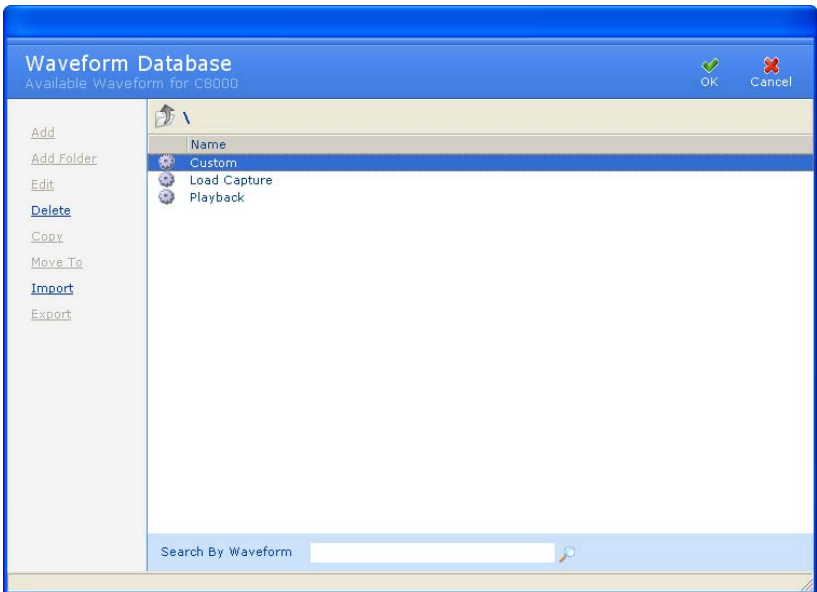 Waveform Database
Available Waveform for C8000
OK
Cancel
Add
Add Folder
Edit
Delete
Copy
Move To
Import
Export
\
Name
Custom
Load Capture
Playback
Search By Waveform